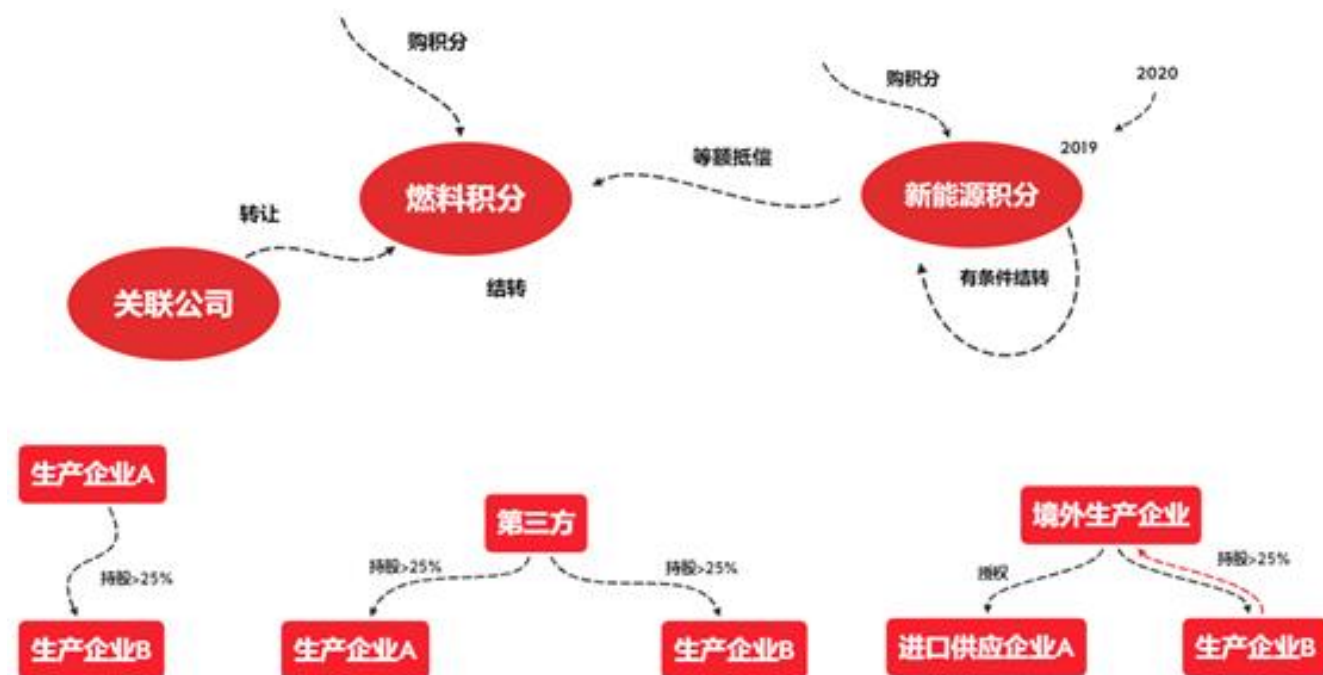 购积分
购积分
2020
2019
等额抵偿
燃料积分
新能源积分
转让
有条件结转
结转
关联公司
生产企业A
第三方
境外生产企业
持股>25%
持股>25%
持股>25%
授权
持股>25%
生产企业B
生产企业A
生产企业B
进口供应企业A
生产企业B